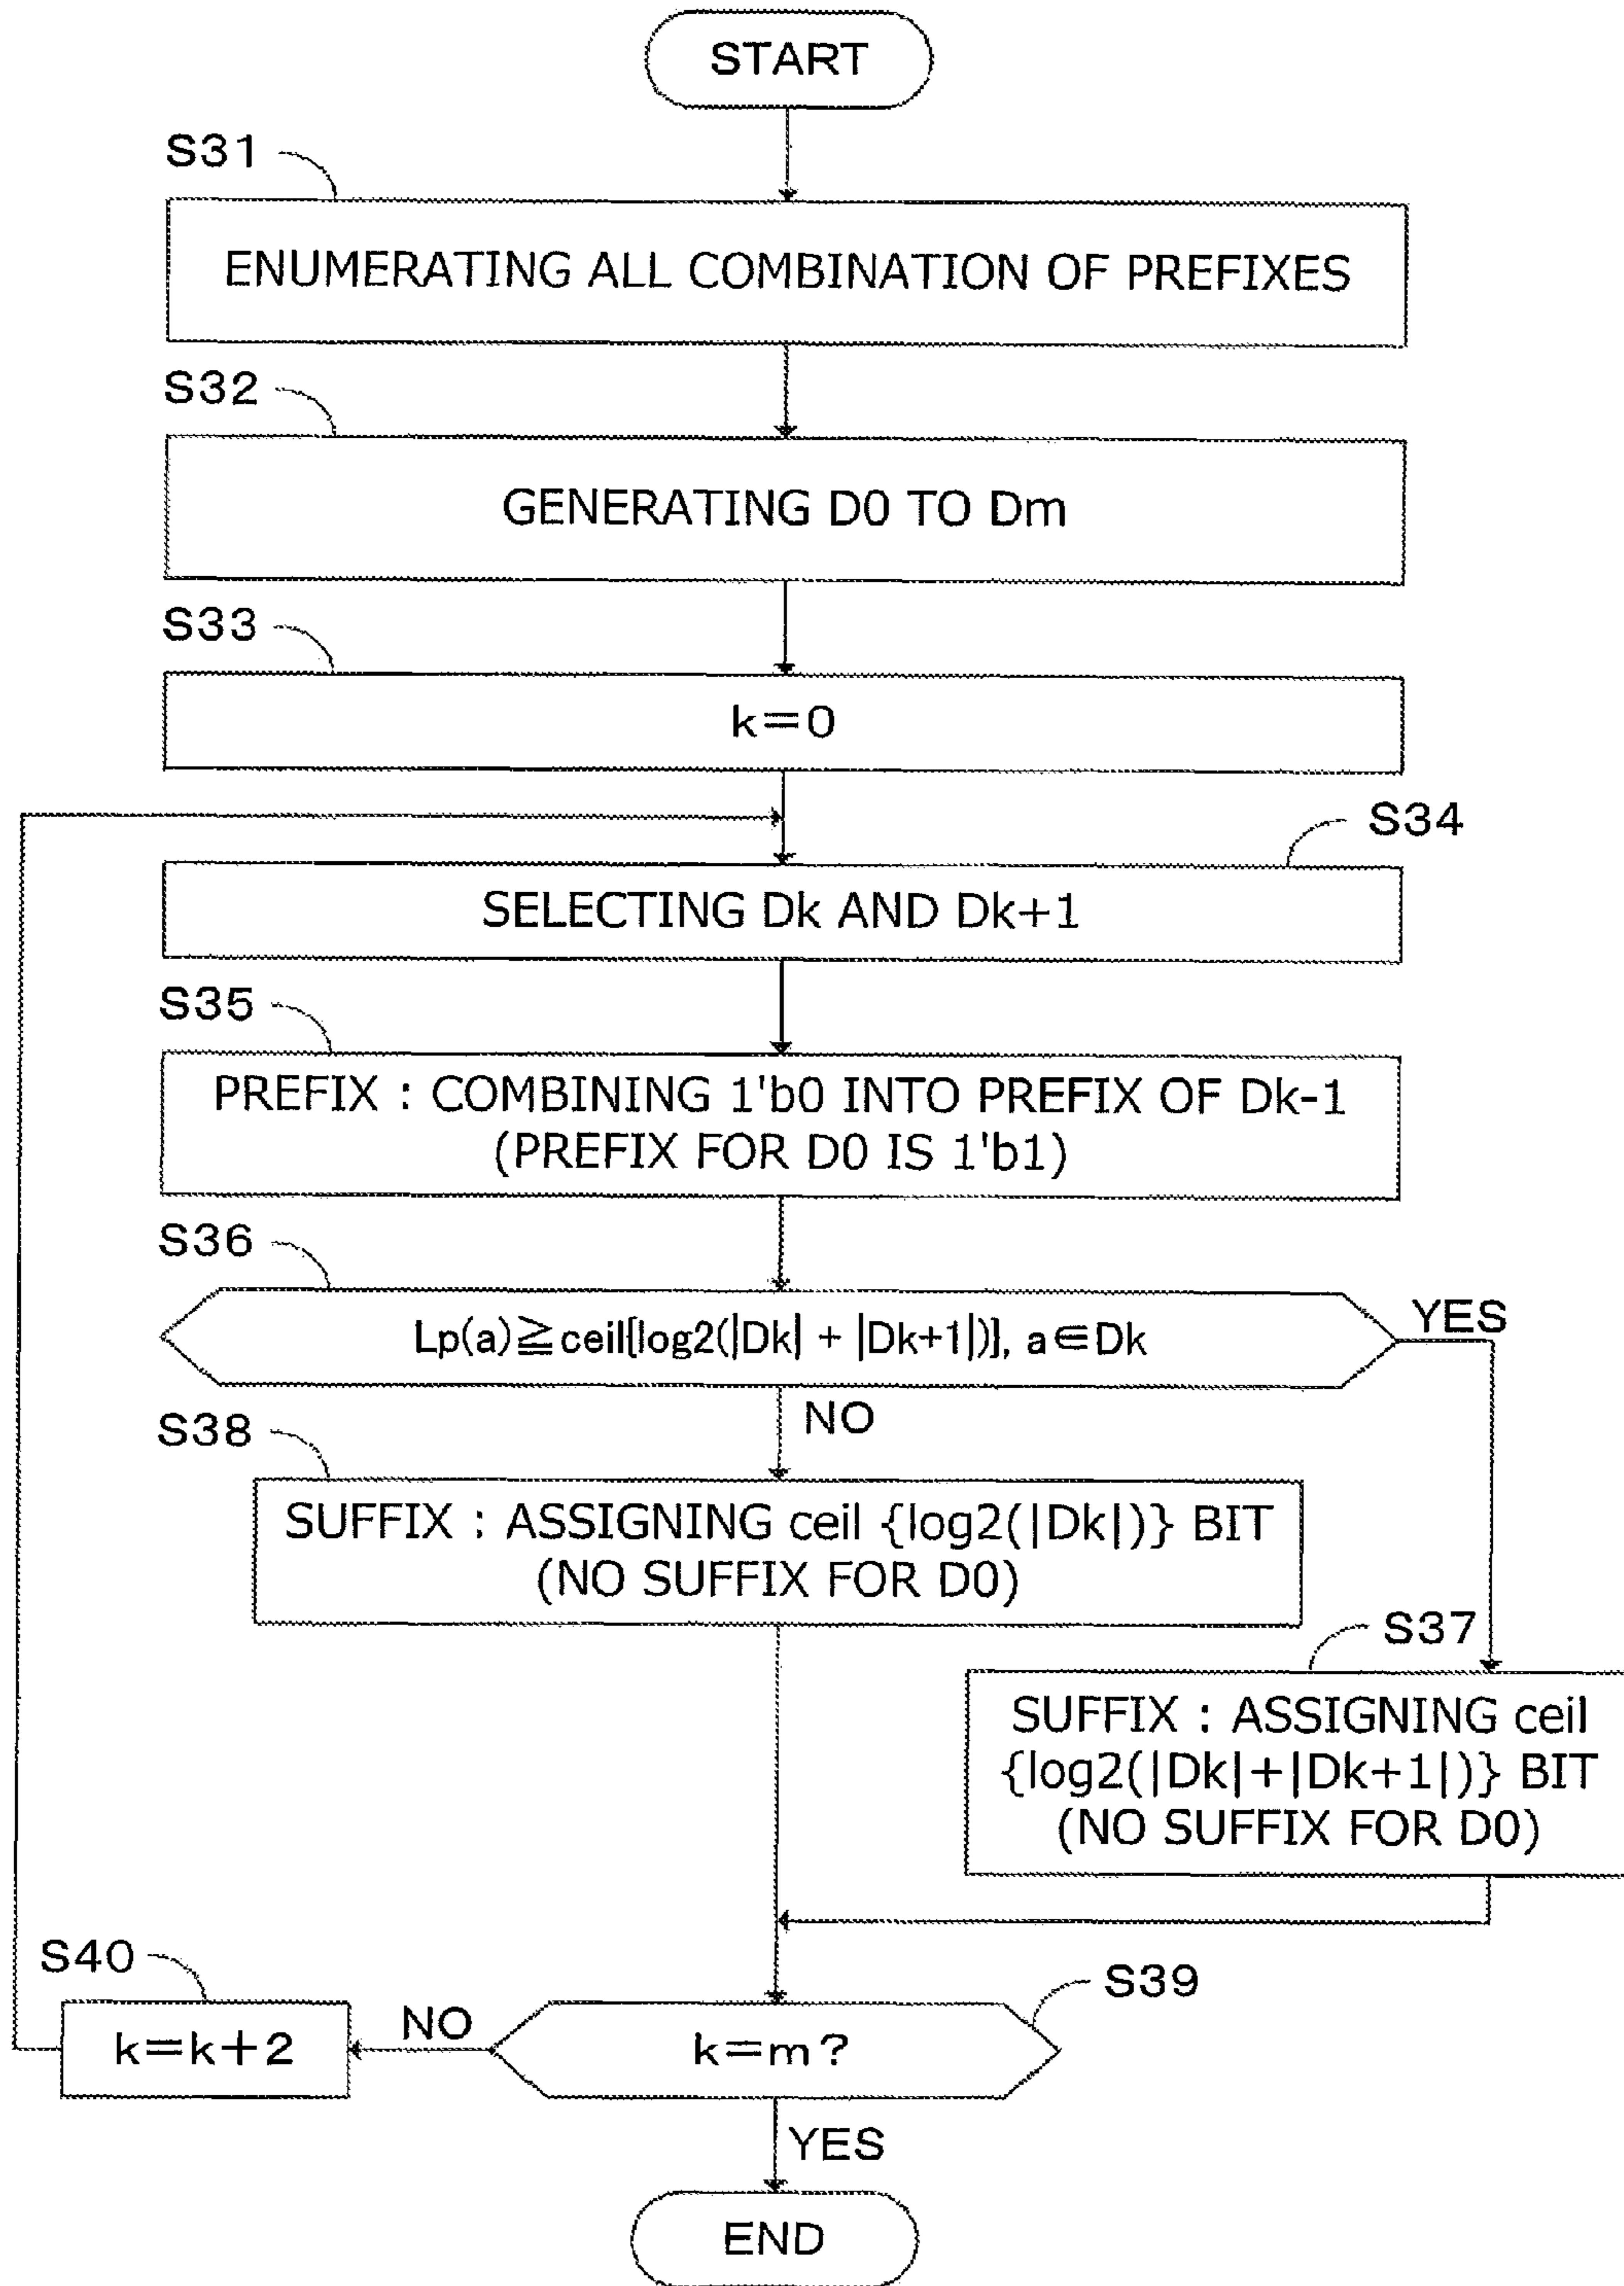 START
S31
ENUMERATING ALL COMBINATION OF PREFIXES
S32
GENERATING D0 TO Dm
S33
k=0
S34
SELECTING Dk AND Dk+1
S35
PREFIX : COMBINING 1'b0 INTO PREFIX OF Dk-1
(PREFIX FOR D0 IS 1'b1)
S36
Lp(a)≧ceil[log2(|Dk| + |Dk+1|)], a∈Dk
YES
NO
S38
SUFFIX : ASSIGNING ceil {log2(|Dk|)} BIT
(NO SUFFIX FOR D0)
S37
SUFFIX : ASSIGNING ceil
{log2(|Dk|+|Dk+1|)} BIT
(NO SUFFIX FOR D0)
S40
k=k+2
NO
S39
k=m?
YES
END